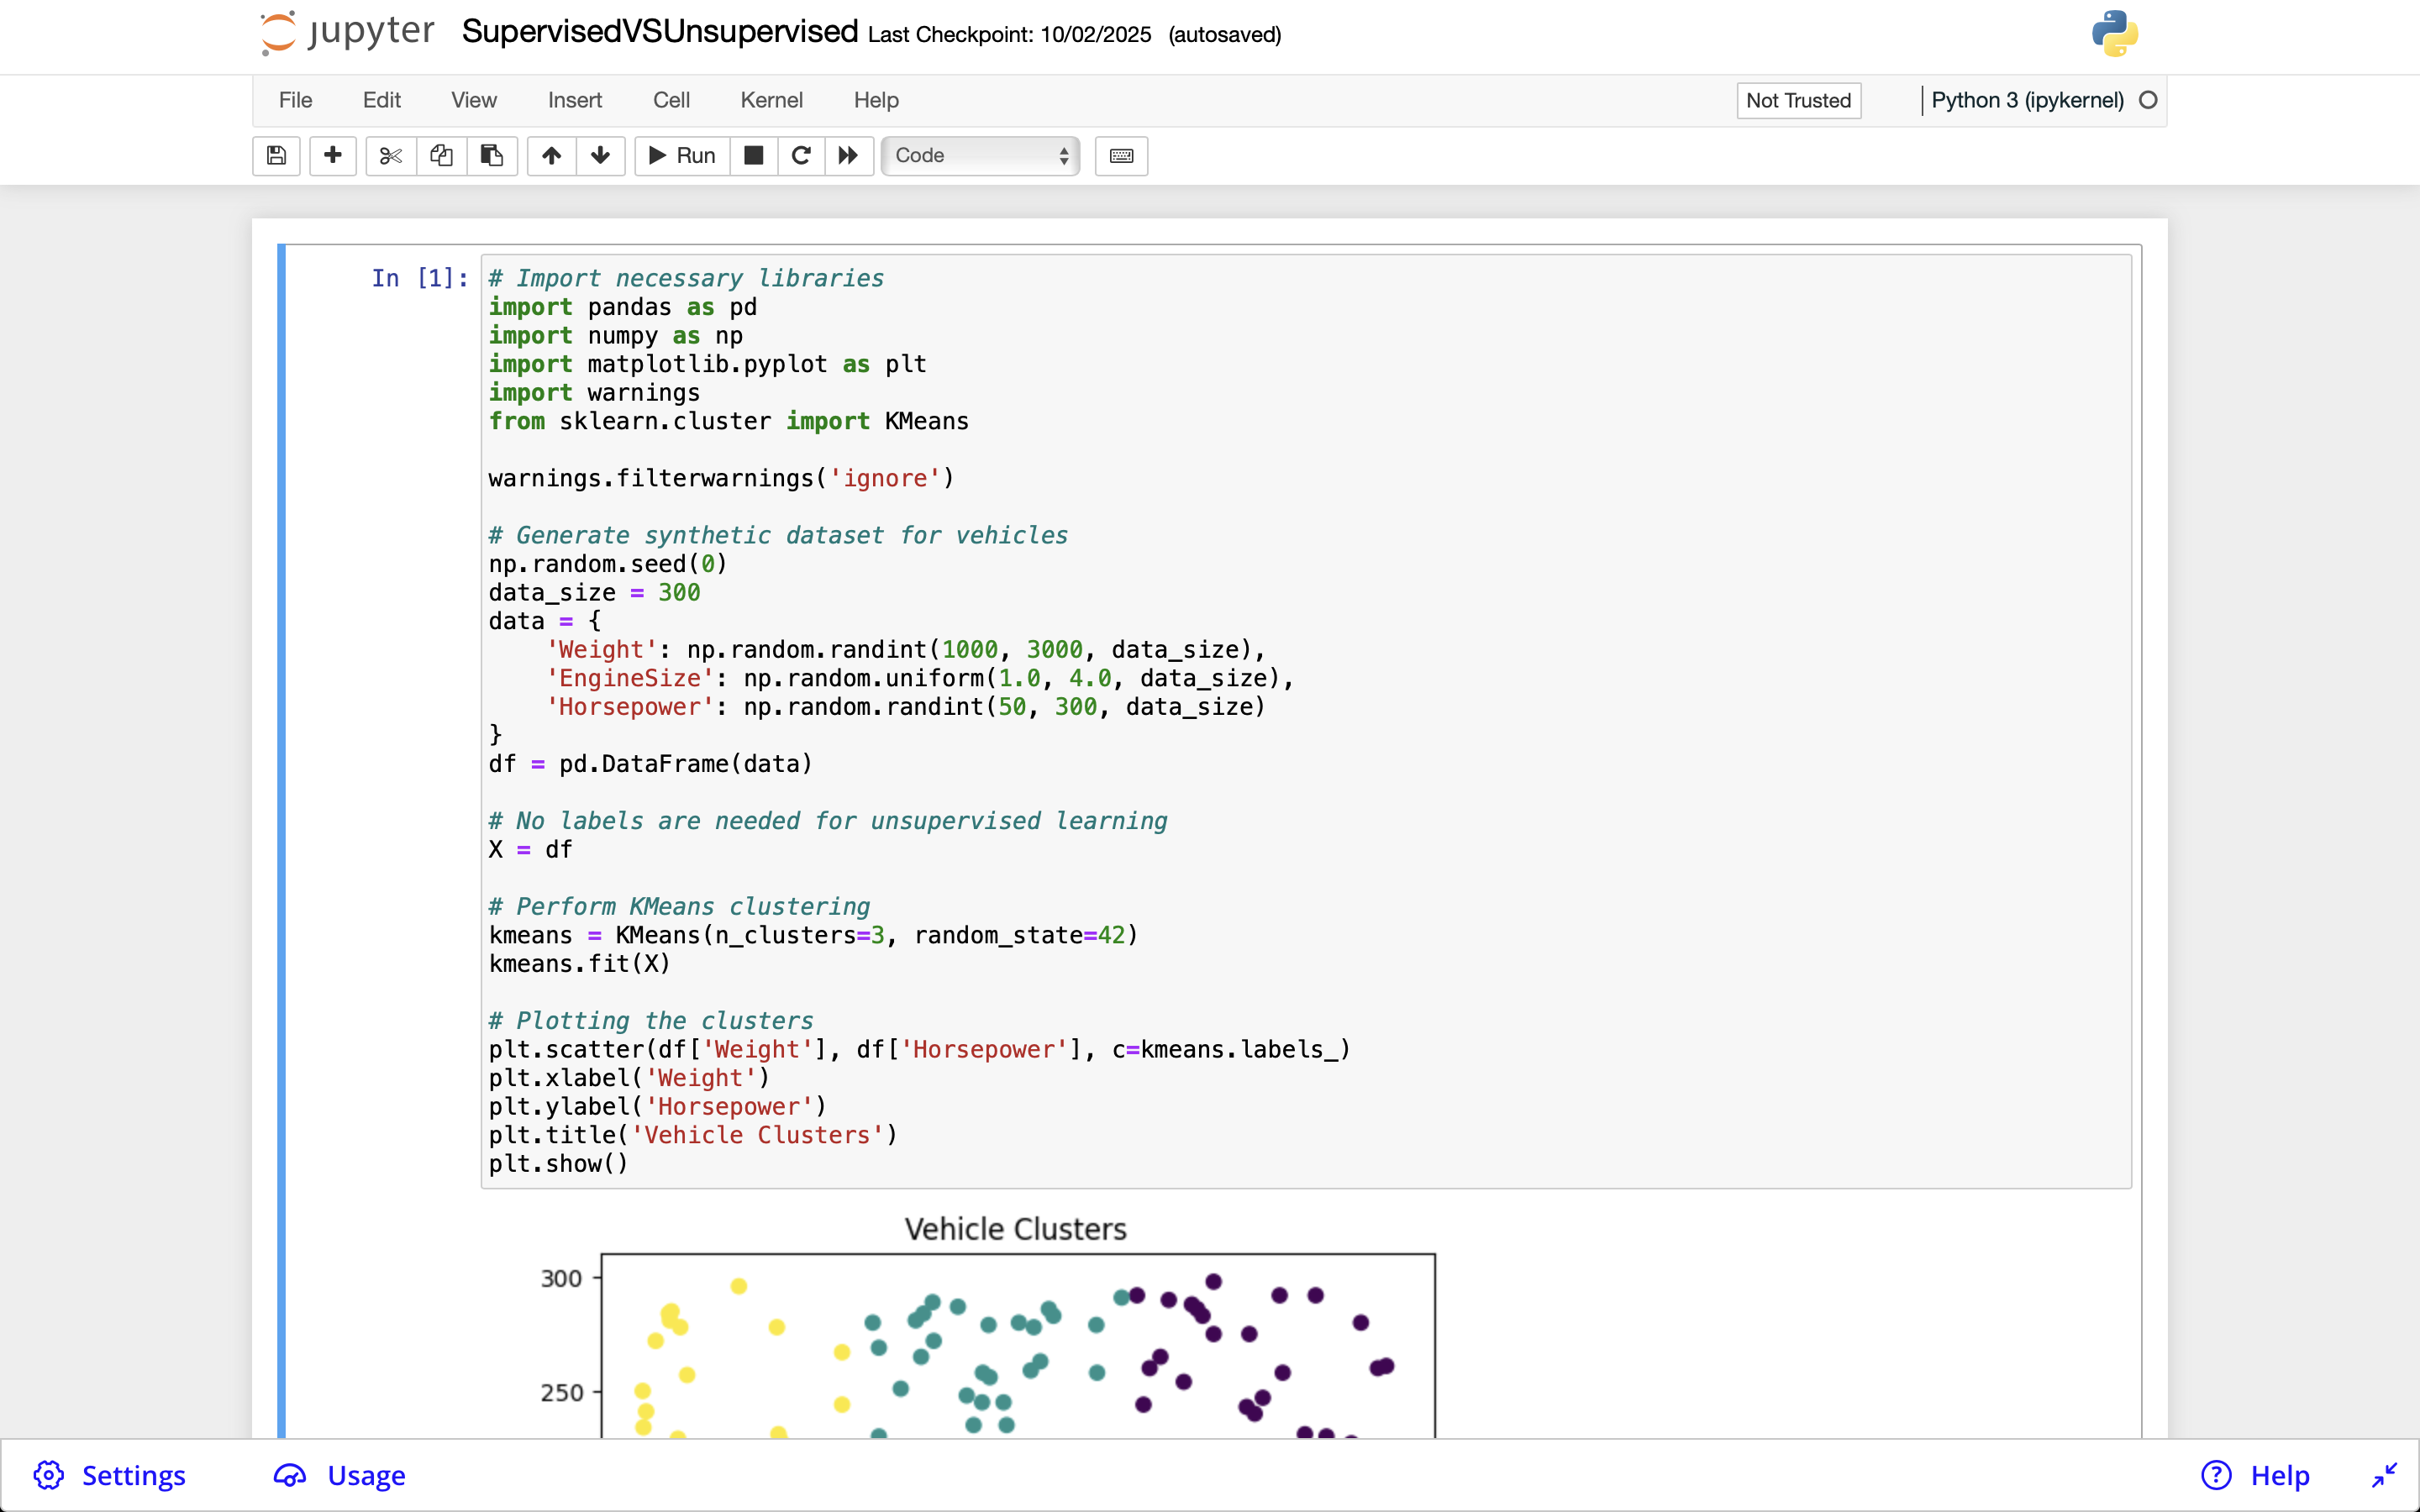 jupyter SupervisedVSUnsupervised Last Checkpoint: 10/02/2025 (autosaved)
File Edit View Insert Cell Kernel Help Not Trusted Python 3 (ipykernel)
Run Code
In [1]: # Import necessary libraries
import pandas as pd
import numpy as np
import matplotlib.pyplot as plt
import warnings
from sklearn.cluster import KMeans
warnings.filterwarnings('ignore')
# Generate synthetic dataset for vehicles
np.random.seed(0)
data_size = 300
data = {
    'Weight': np.random.randint(1000, 3000, data_size),
    'EngineSize': np.random.uniform(1.0, 4.0, data_size),
    'Horsepower': np.random.randint(50, 300, data_size)
}
df = pd.DataFrame(data)
# No labels are needed for unsupervised learning
X = df
# Perform KMeans clustering
kmeans = KMeans(n_clusters=3, random_state=42)
kmeans.fit(X)
# Plotting the clusters
plt.scatter(df['Weight'], df['Horsepower'], c=kmeans.labels_)
plt.xlabel('Weight')
plt.ylabel('Horsepower')
plt.title('Vehicle Clusters')
plt.show()
Vehicle Clusters
300
250
Settings Usage Help